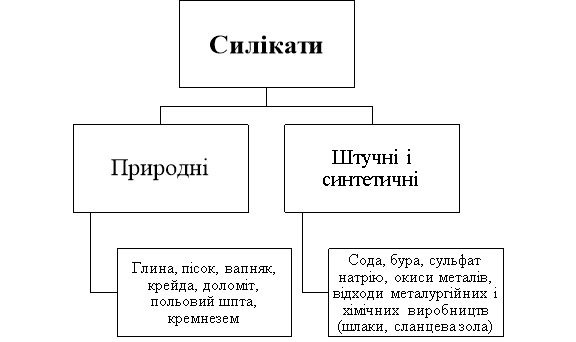 Силікати
Природні
Штучні і
синтетичні
Глина, пісок, вапняк,
крейда, доломіт,
польовий шпта,
кремнезем
Сода, бура, сульфат
натрію, окиси металів,
відходи металургійних і
хімічних виробництв
(шлаки, сланцева зола)